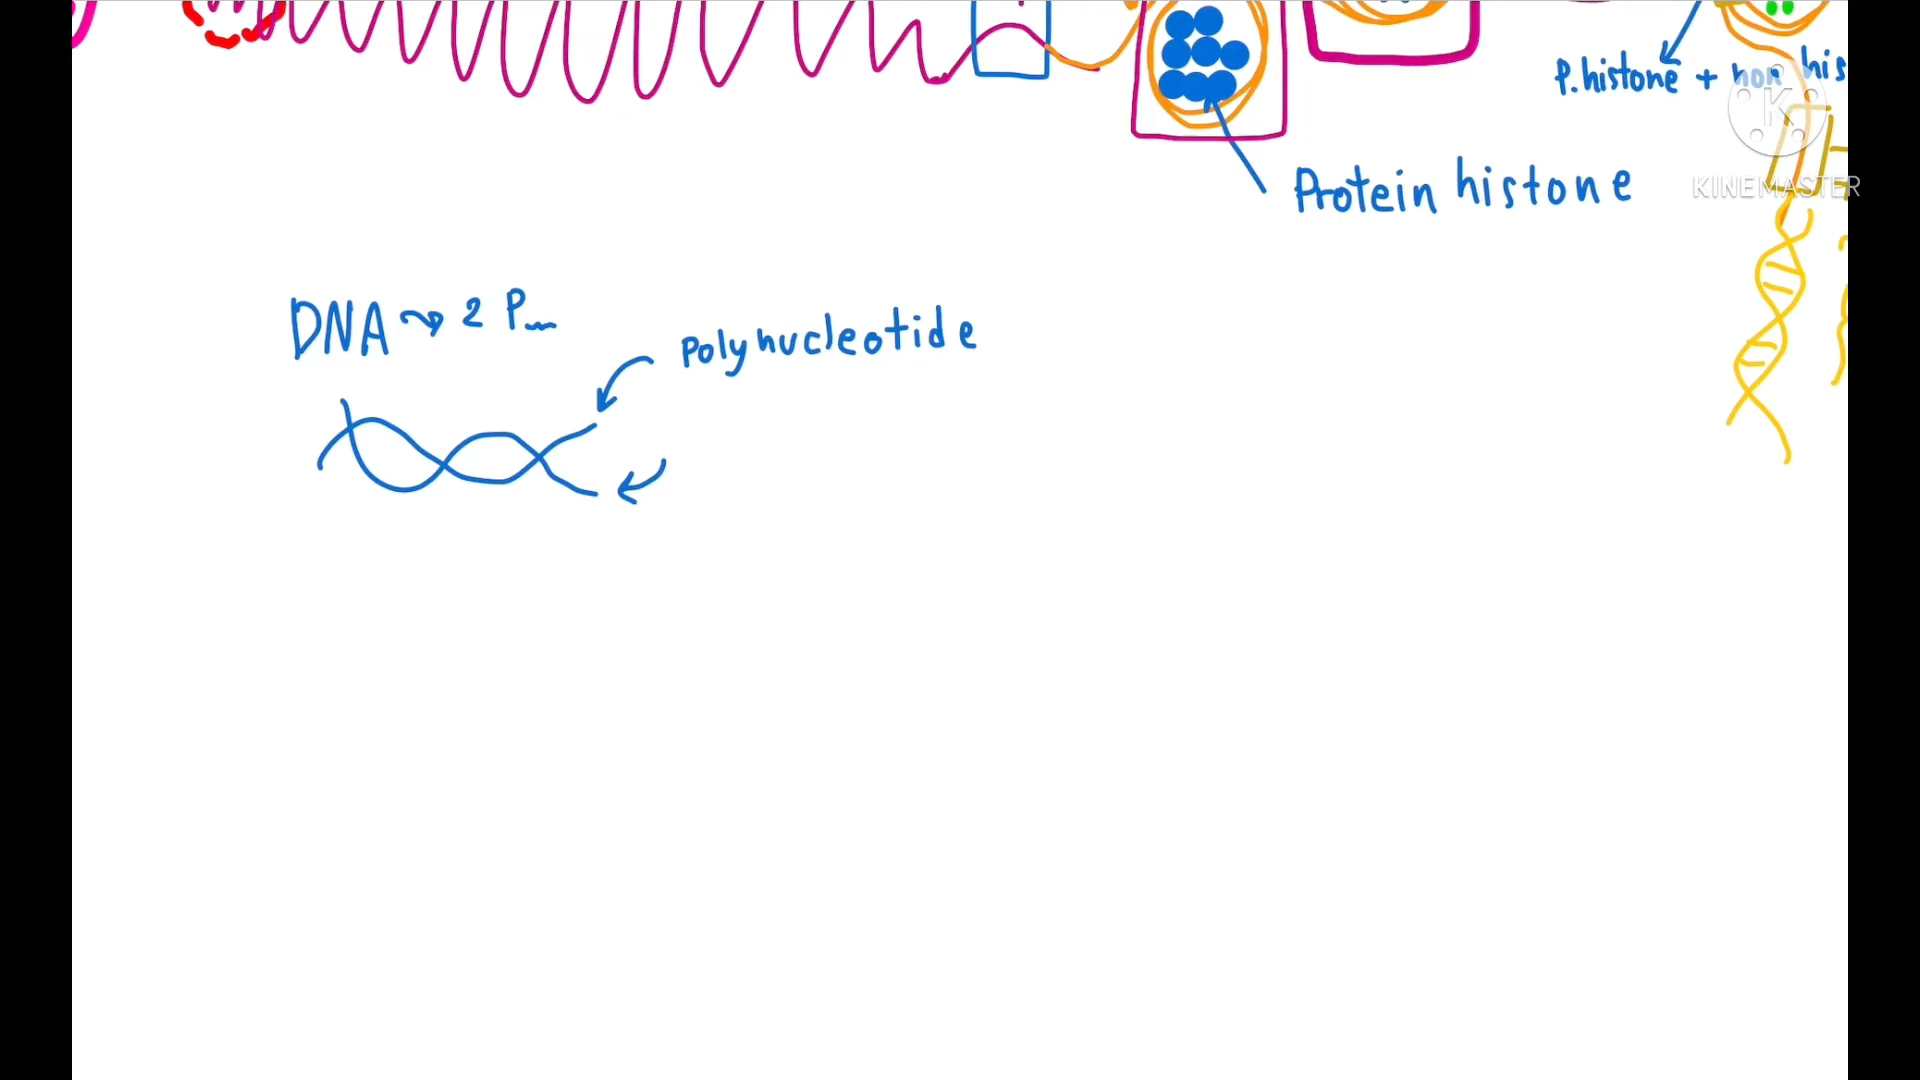 P.histone + non his
KINEMASTER
Protein histone
DNA → 2 P
Polynucleotide